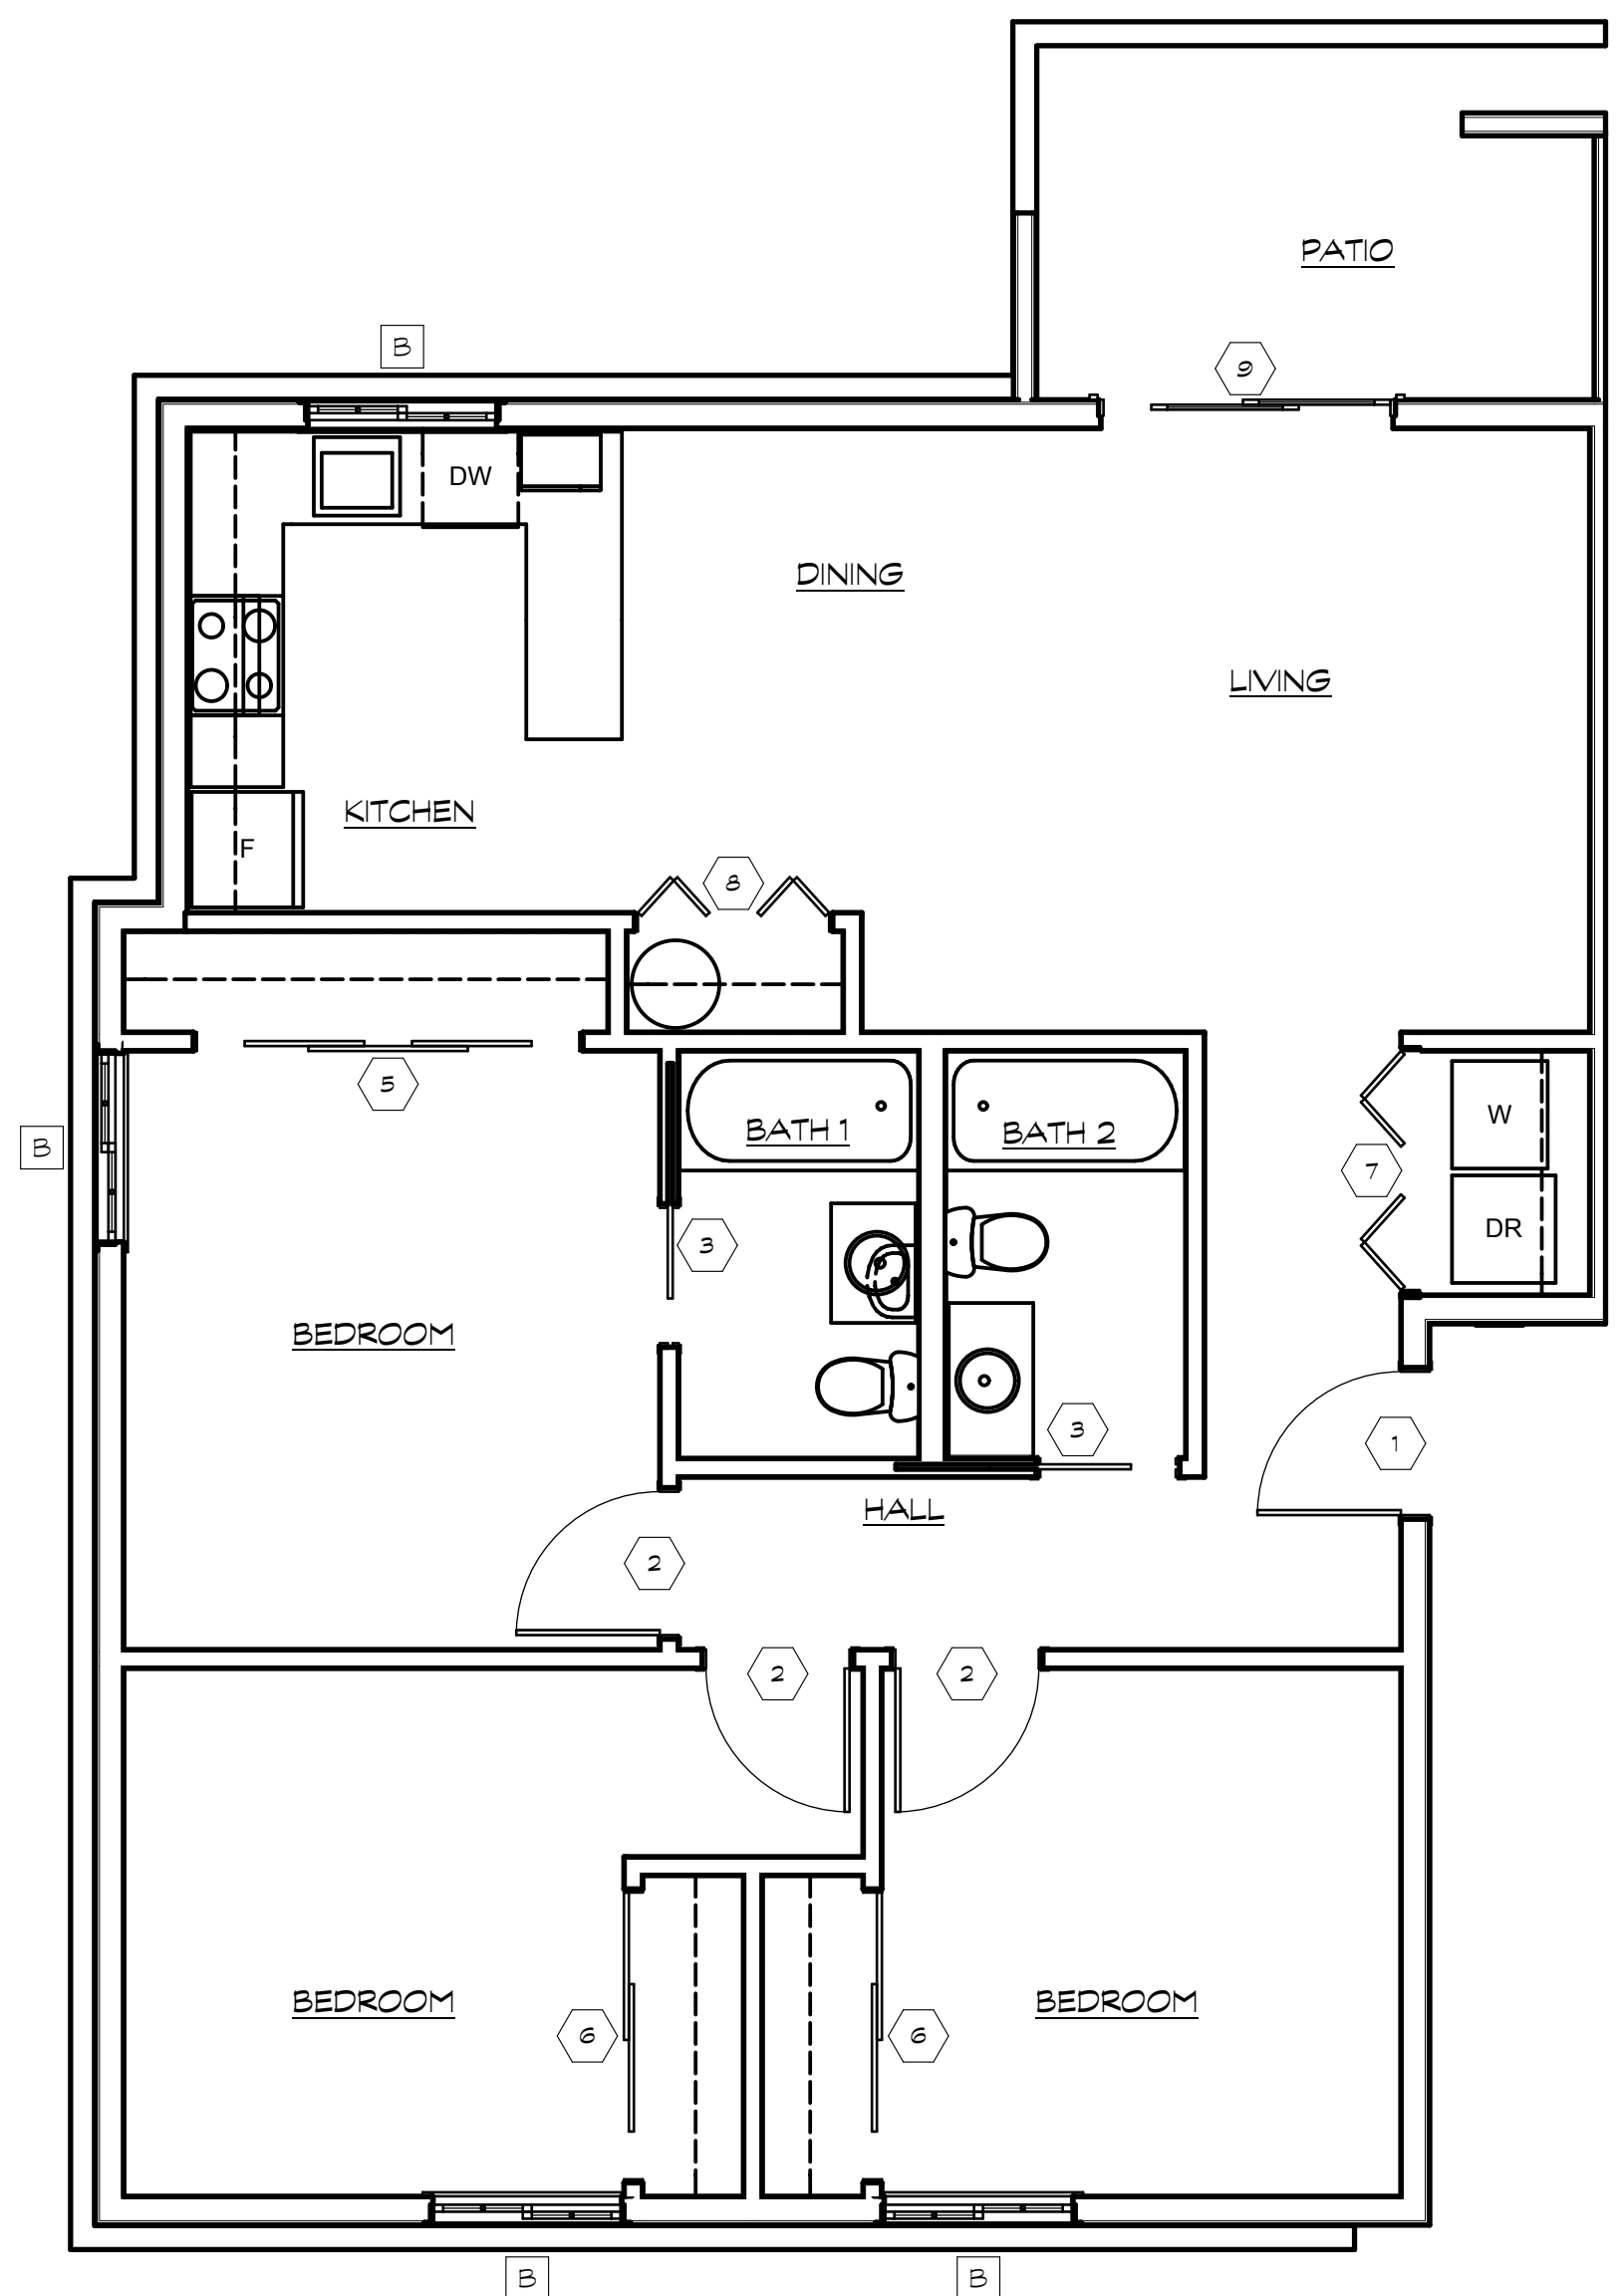 PATIO
B
9
DW
DINING
LIVING
KITCHEN
F
8
5
BATH 1
BATH 2
W
B
7
DR
3
BEDROOM
3
1
HALL
2
2
2
BEDROOM
BEDROOM
6
6
B
B